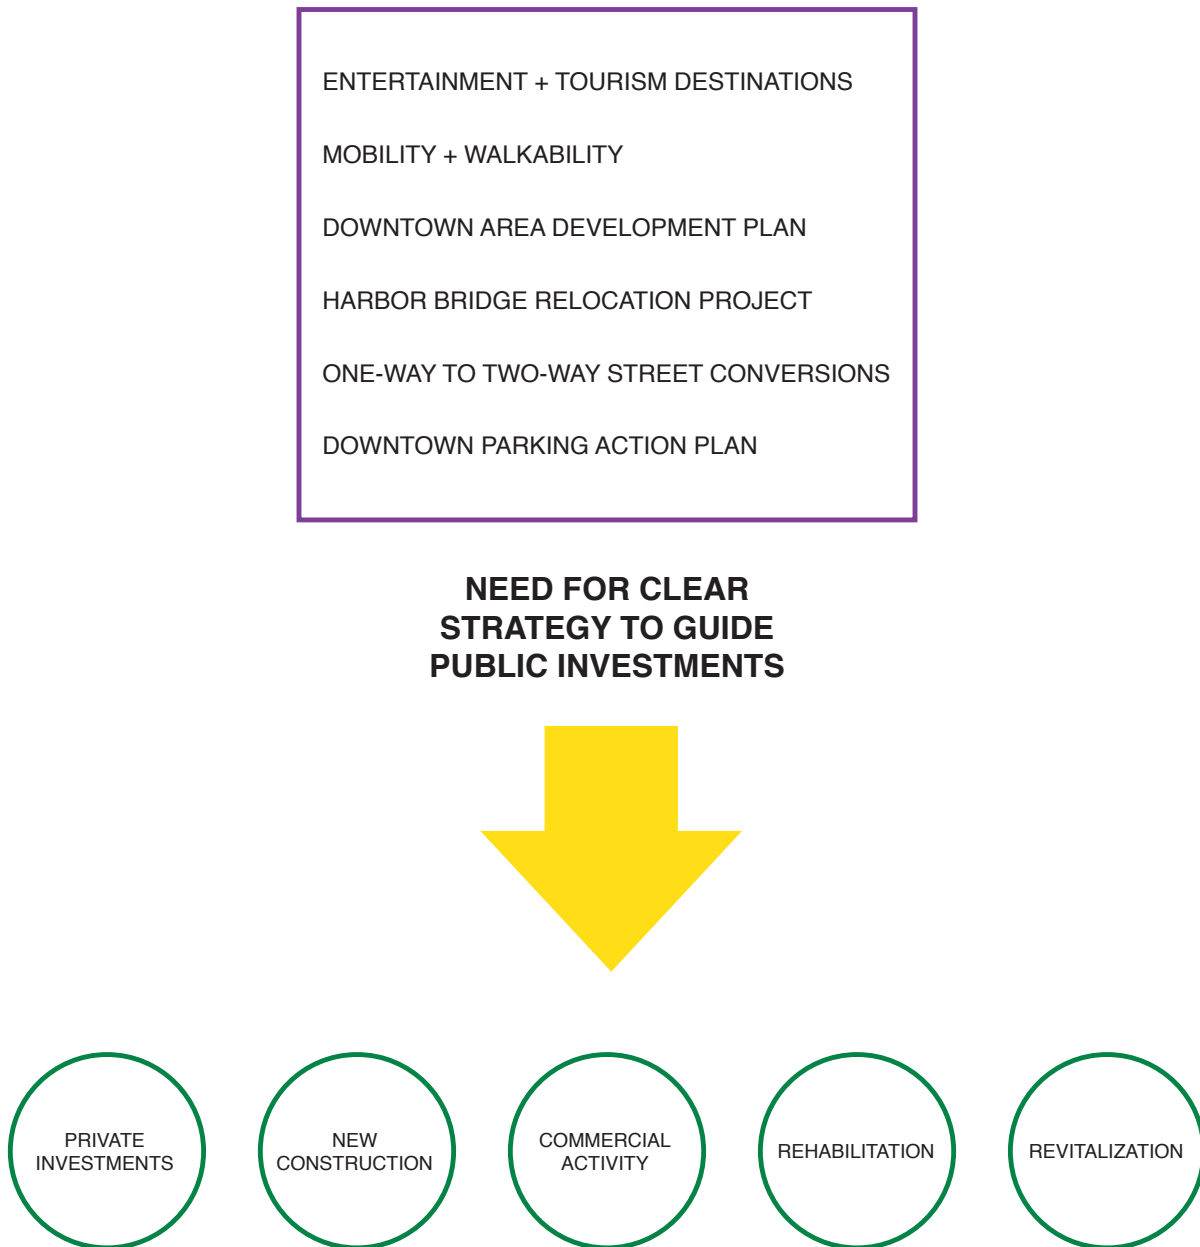 ENTERTAINMENT + TOURISM DESTINATIONS
MOBILITY + WALKABILITY
DOWNTOWN AREA DEVELOPMENT PLAN
HARBOR BRIDGE RELOCATION PROJECT
ONE-WAY TO TWO-WAY STREET CONVERSIONS
DOWNTOWN PARKING ACTION PLAN
NEED FOR CLEAR
STRATEGY TO GUIDE
PUBLIC INVESTMENTS
PRIVATE
INVESTMENTS
NEW
CONSTRUCTION
COMMERCIAL
ACTIVITY
REHABILITATION
REVITALIZATION